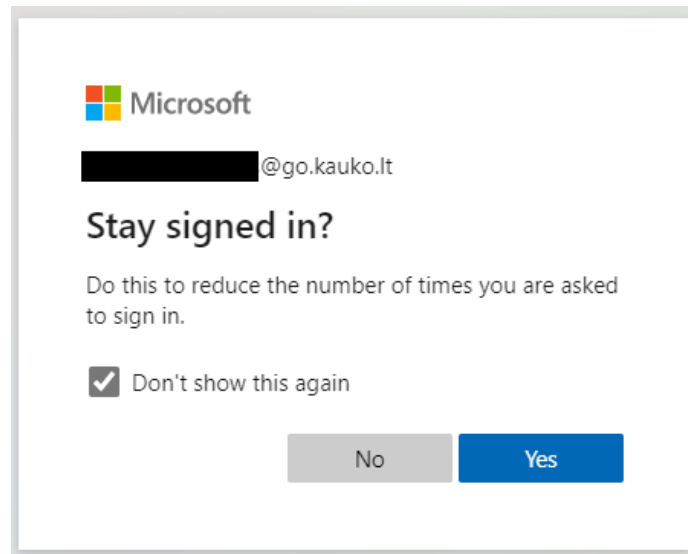 Microsoft
@go.kauko.lt
Stay signed in?
Do this to reduce the number of times you are asked
to sign in.
Don't show this again
No
Yes